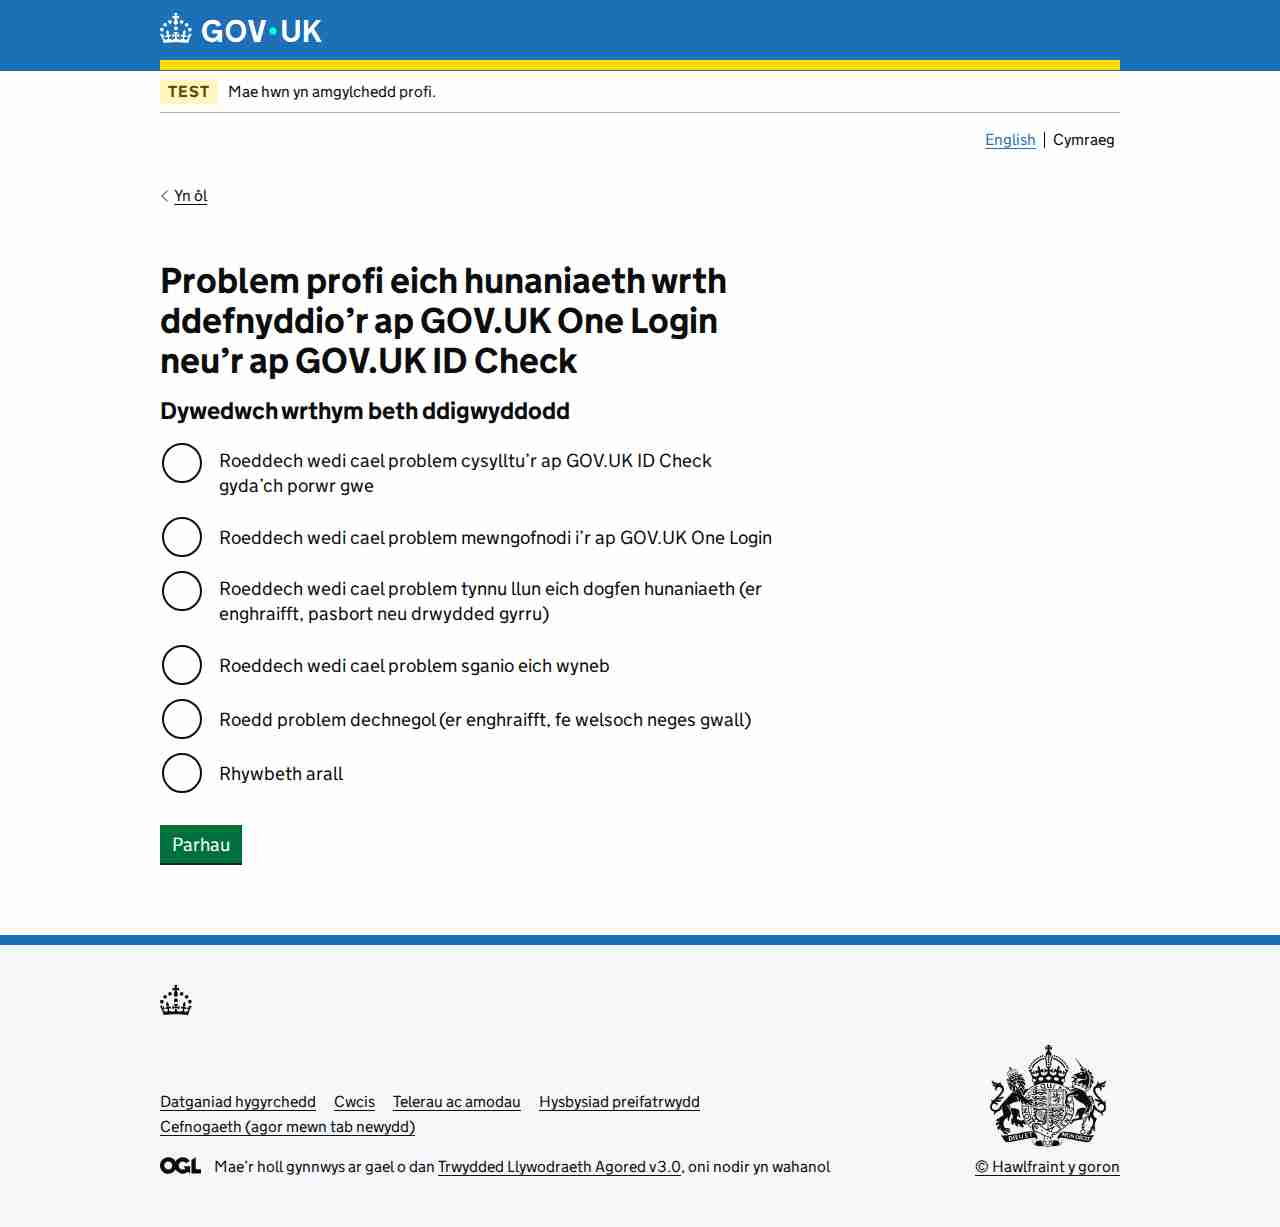 GOV•UK
TEST Mae hwn yn amgylchedd profi.
English Cymraeg
Yn ôl
Problem profi eich hunaniaeth wrth
ddefnyddio’r ap GOV.UK One Login
neu’r ap GOV.UK ID Check
Dywedwch wrthym beth ddigwyddodd
Roeddech wedi cael problem cysylltu’r ap GOV.UK ID Check
gyda’ch porwr gwe
Roeddech wedi cael problem mewngofnodi i’r ap GOV.UK One Login
Roeddech wedi cael problem tynnu llun eich dogfen hunaniaeth (er
enghraifft, pasbort neu drwydded gyrru)
Roeddech wedi cael problem sganio eich wyneb
Roedd problem dechnegol (er enghraifft, fe welsoch neges gwall)
Rhywbeth arall
Parhau
Datganiad hygyrchedd Cwcis Telerau ac amodau Hysbysiad preifatrwydd
Cefnogaeth (agor mewn tab newydd)
OGL Mae’r holl gynnwys ar gael o dan Trwydded Llywodraeth Agored v3.0, oni nodir yn wahanol
© Hawlfraint y goron